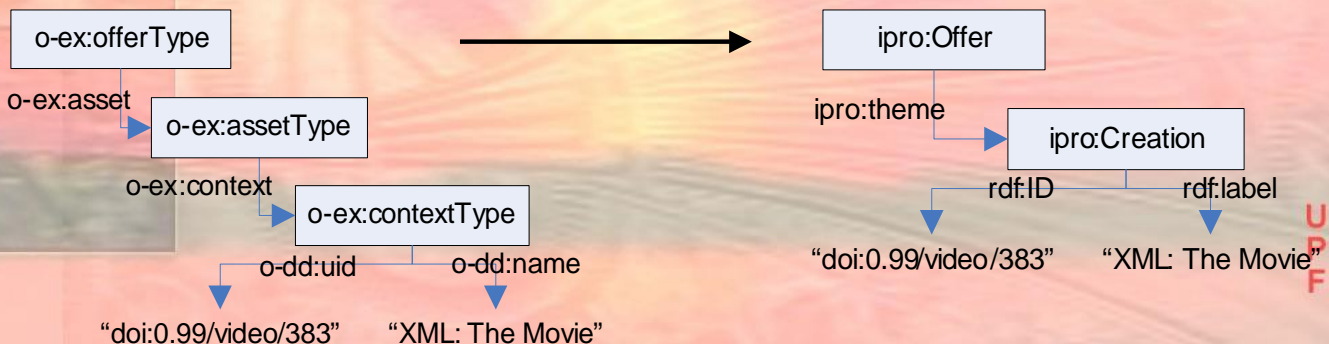 o-ex:offerType
o-ex:asset
o-ex:assetType
o-ex:context
o-ex:contextType
o-dd:uid
o-dd:name
“doi:0.99/video/383”
“XML: The Movie”
ipro:Offer
ipro:theme
ipro:Creation
rdf:ID
rdf:label
“doi:0.99/video/383”
“XML: The Movie”
U
P
F